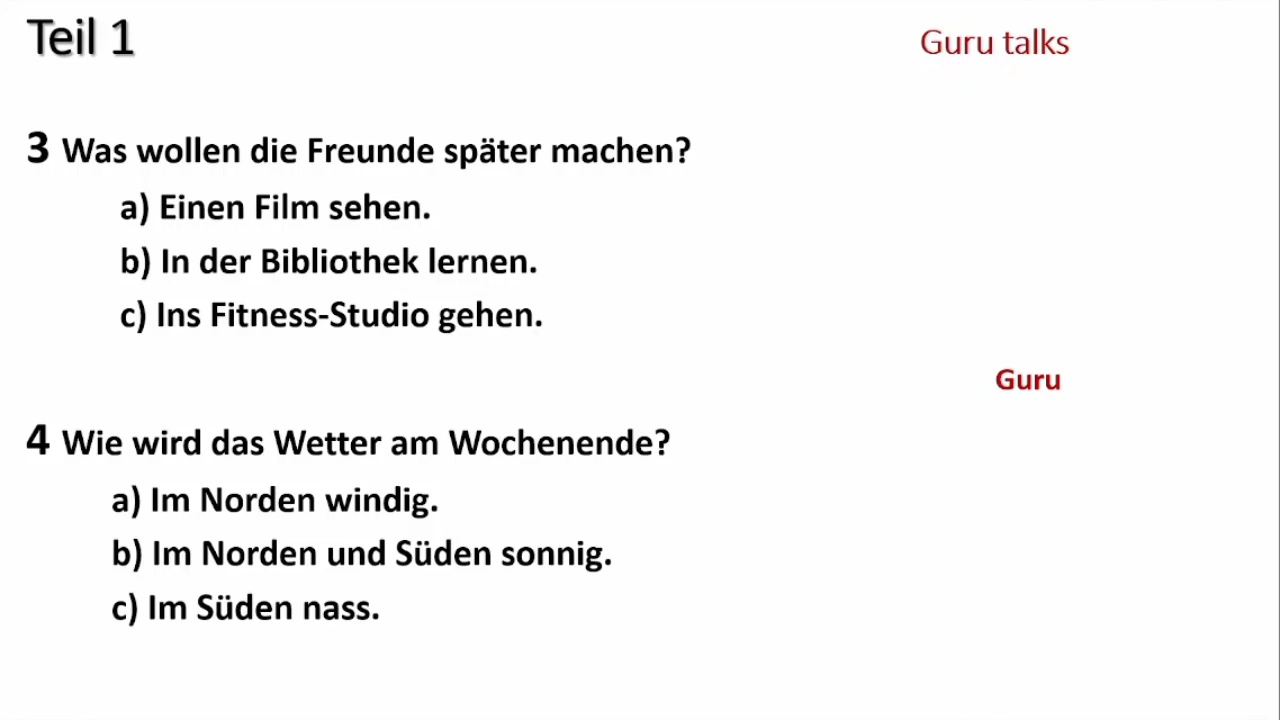 Teil 1
Guru talks
3 Was wollen die Freunde später machen?
a) Einen Film sehen.
b) In der Bibliothek lernen.
c) Ins Fitness-Studio gehen.
Guru
4 Wie wird das Wetter am Wochenende?
a) Im Norden windig.
b) Im Norden und Süden sonnig.
c) Im Süden nass.